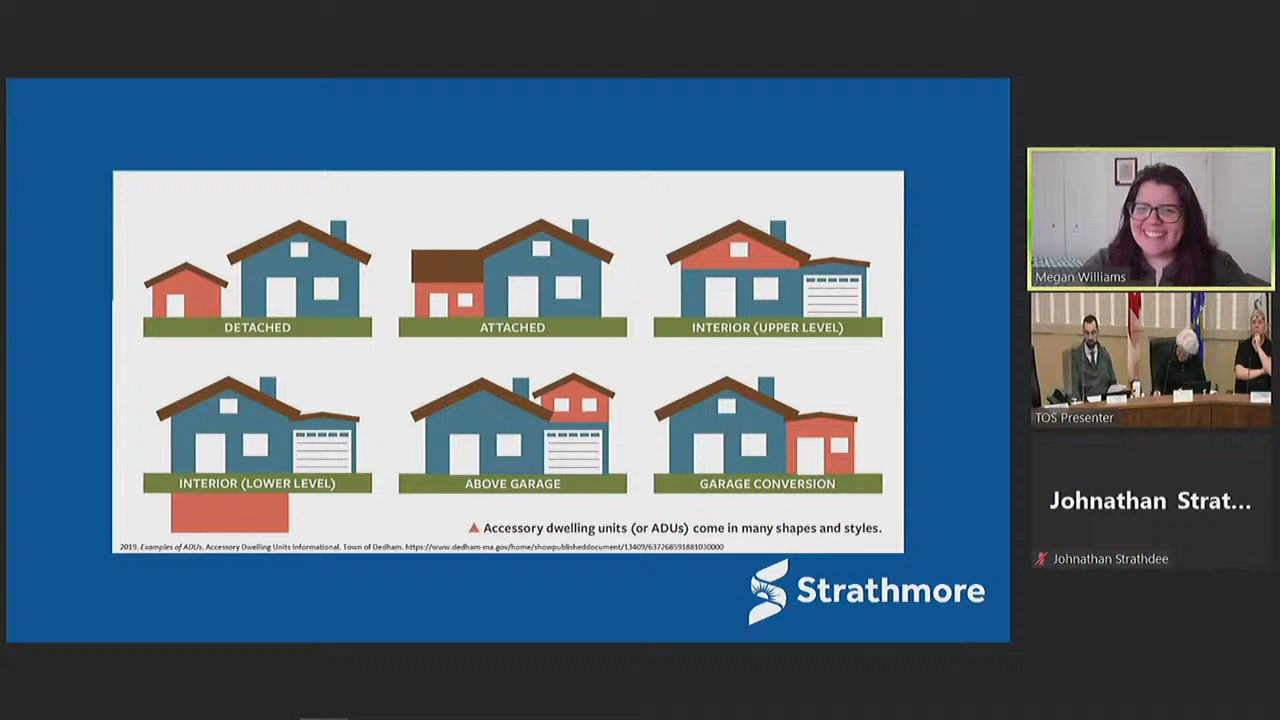 DETACHED
ATTACHED
INTERIOR (UPPER LEVEL)
INTERIOR (LOWER LEVEL)
ABOVE GARAGE
GARAGE CONVERSION
Accessory dwelling units (or ADUs) come in many shapes and styles.
2019. Examples of ADUs. Accessory Dwelling Units Informational. Town of Dedham. https://www.dedham-ma.gov/home/showpublisheddocument/13409/637268591881030000
Strathmore
Megan Williams
TOS Presenter
Johnathan Strat...
Johnathan Strathdee